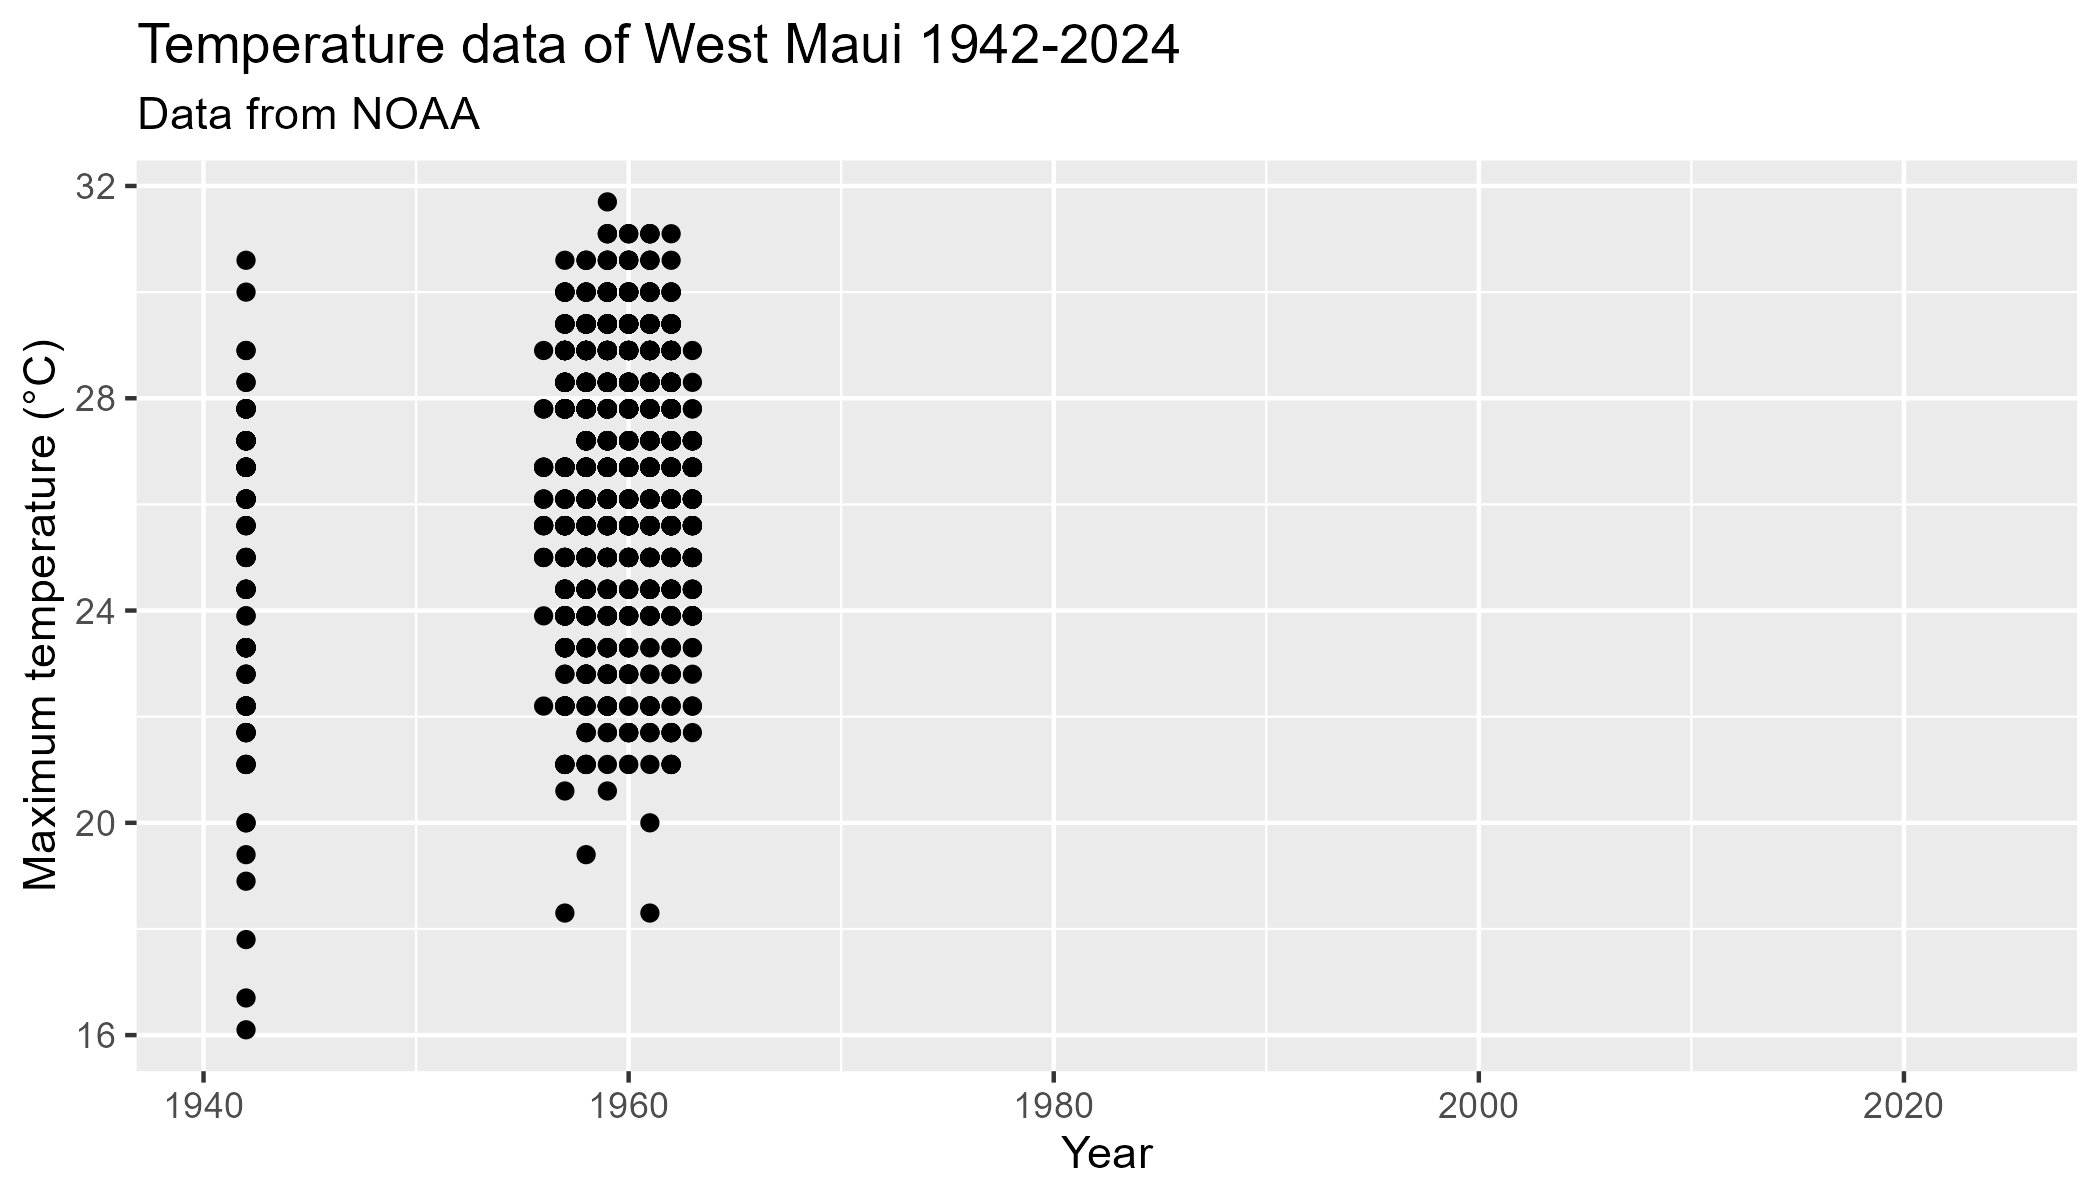 Temperature data of West Maui 1942-2024
Data from NOAA
Maximum temperature (°C)
32
28
24
20
16
1940 1960 1980 2000 2020
Year